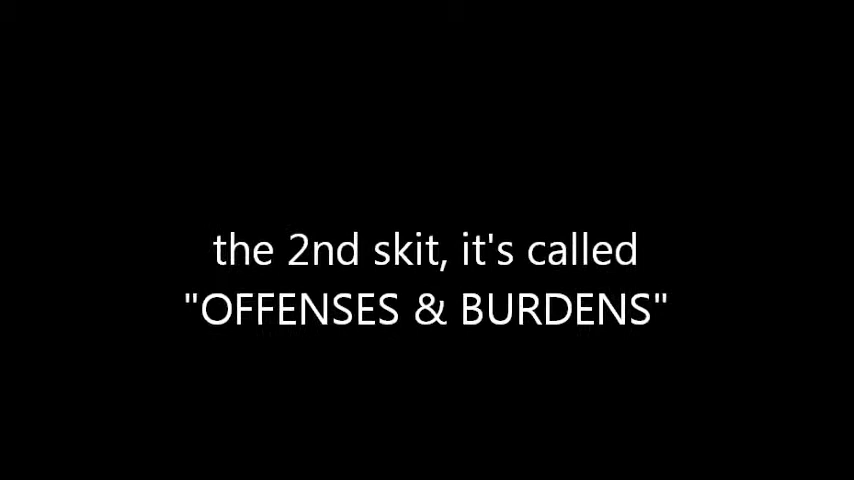 the 2nd skit, it's called
"OFFENSES & BURDENS"